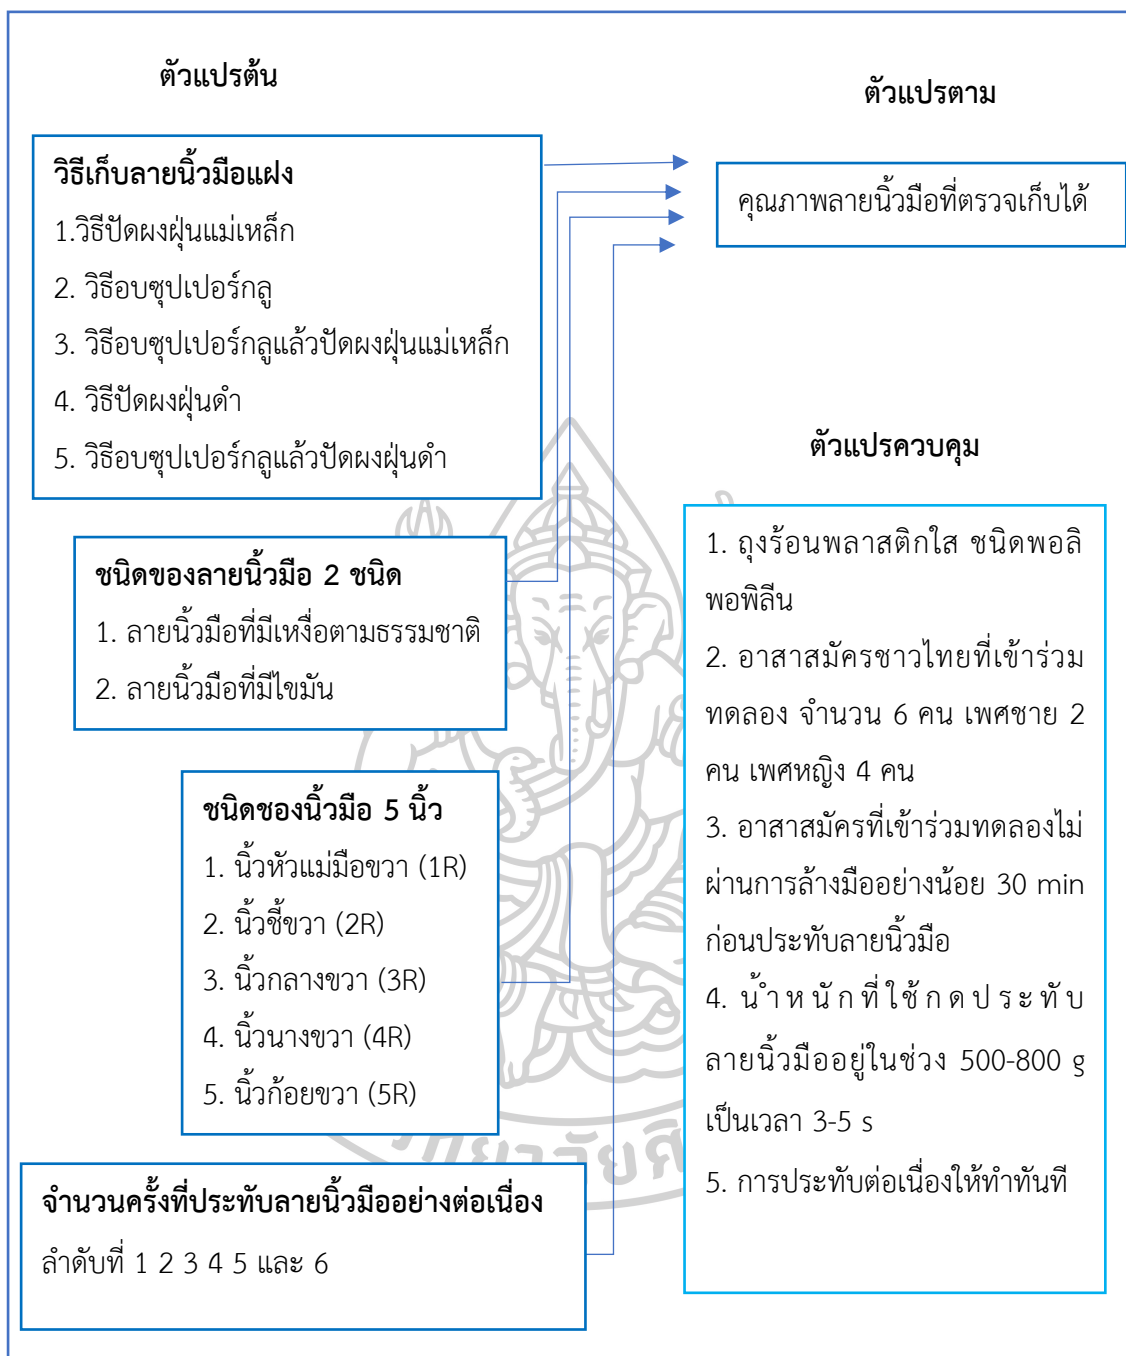 ตัวแปรต้น
วิธีเก็บลายนิ้วมือแฝง
1.วิธีปัดผงฝุ่นแม่เหล็ก
2. วิธีอบซุปเปอร์กลู
3. วิธีอบซุปเปอร์กลูแล้วปัดผงฝุ่นแม่เหล็ก
4. วิธีปัดผงฝุ่นดำ
5. วิธีอบซุปเปอร์กลูแล้วปัดผงฝุ่นดำ
ชนิดของลายนิ้วมือ 2 ชนิด
1. ลายนิ้วมือที่มีเหงื่อตามธรรมชาติ
2. ลายนิ้วมือที่มีไขมัน
ชนิดชองนิ้วมือ 5 นิ้ว
1. นิ้วหัวแม่มือขวา (1R)
2. นิ้วชี้ขวา (2R)
3. นิ้วกลางขวา (3R)
4. นิ้วนางขวา (4R)
5. นิ้วก้อยขวา (5R)
จำนวนครั้งที่ประทับลายนิ้วมืออย่างต่อเนื่อง
ลำดับที่ 1 2 3 4 5 และ 6
ตัวแปรตาม
คุณภาพลายนิ้วมือที่ตรวจเก็บได้
ตัวแปรควบคุม
1. ถุงร้อนพลาสติกใส ชนิดพอลิ
พอพิลีน
2. อาสาสมัครชาวไทยที่เข้าร่วม
ทดลอง จำนวน 6 คน เพศชาย 2
คน เพศหญิง 4 คน
3. อาสาสมัครที่เข้าร่วมทดลองไม่
ผ่านการล้างมืออย่างน้อย 30 min
ก่อนประทับลายนิ้วมือ
4. น้ำหนักที่ใช้กดประทับ
ลายนิ้วมืออยู่ในช่วง 500-800 g
เป็นเวลา 3-5 s
5. การประทับต่อเนื่องให้ทำทันที